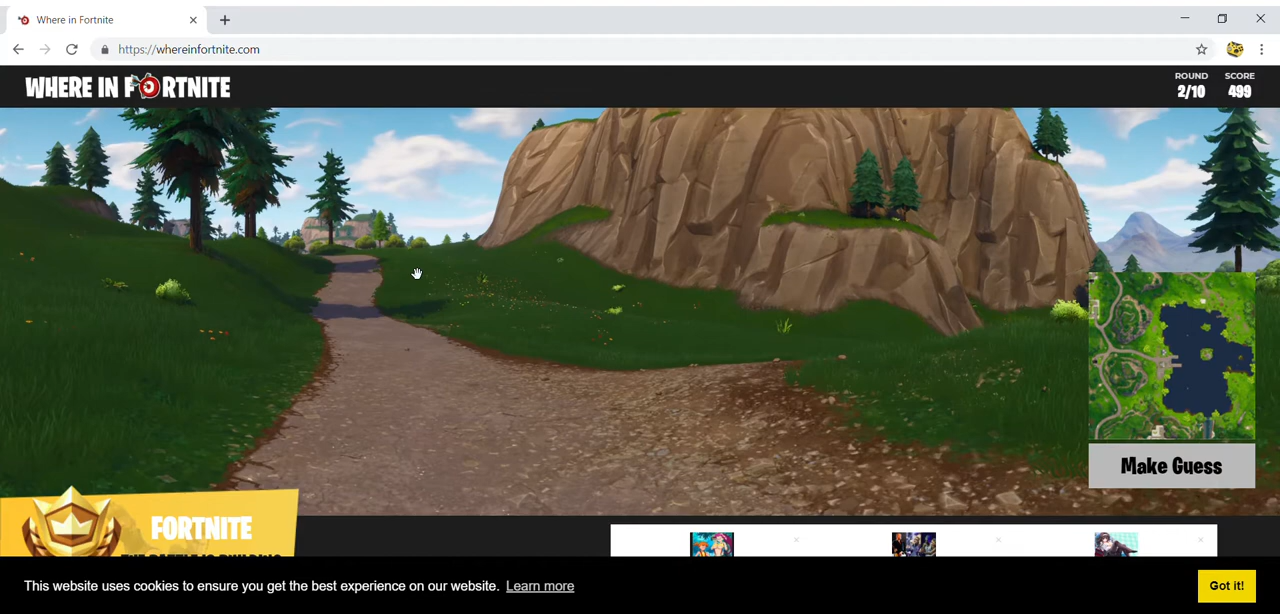 Where in Fortnite
https://whereinfortnite.com
WHERE IN FORTNITE
ROUND
2/10
SCORE
499
Make Guess
FORTNITE
This website uses cookies to ensure you get the best experience on our website. Learn more
Got it!